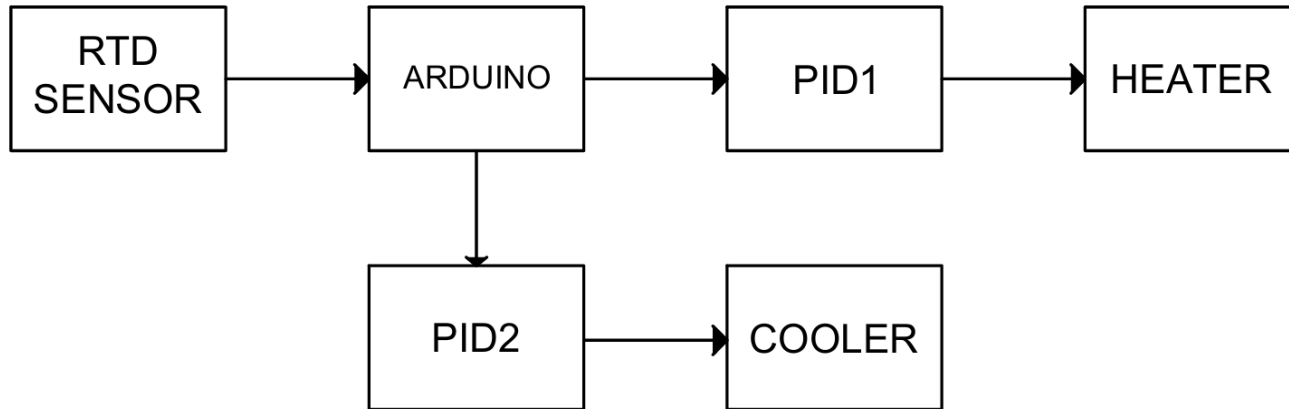 RTD
SENSOR
ARDUINO
PID1
HEATER
PID2
COOLER